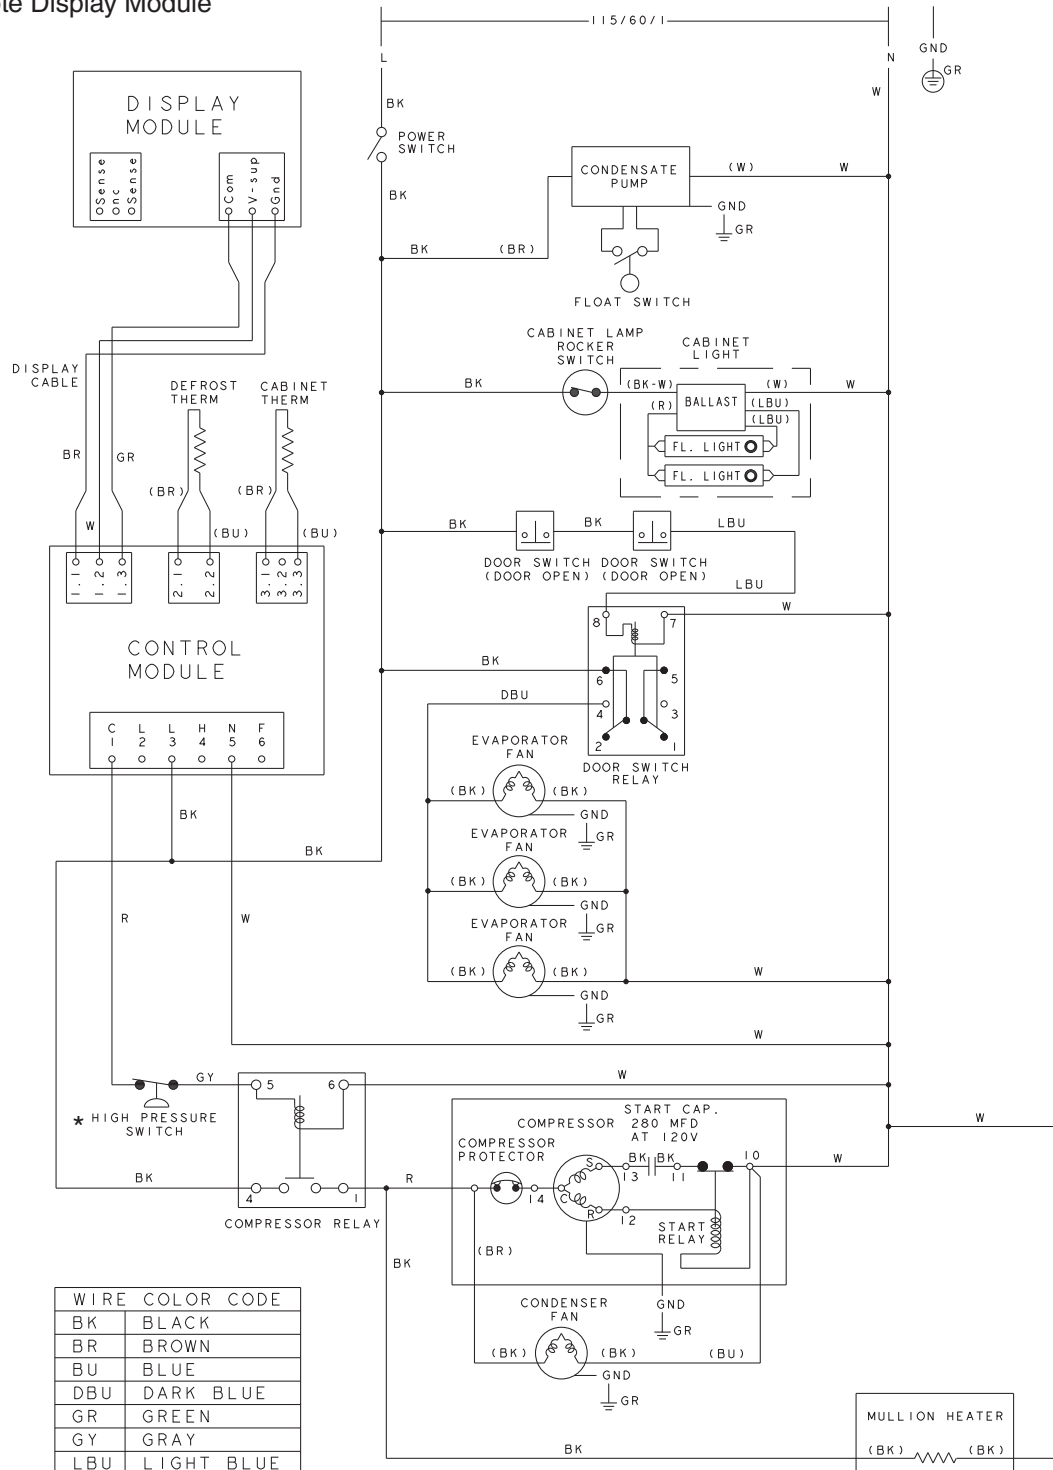 te Display Module
115/60/1
L
N
GND
GR
BK
W
DISPLAY
MODULE
Sense
nc
Sense
Com
V-sup
Gnd
POWER
SWITCH
BK
CONDENSATE
PUMP
(W)
W
GND
GR
BK
(BR)
FLOAT SWITCH
DISPLAY
CABLE
DEFROST
THERM
CABINET
THERM
CABINET LAMP
ROCKER
SWITCH
CABINET
LIGHT
BK
(BK-W)
(W)
W
BALLAST
(R)
(LBU)
(LBU)
FL. LIGHT
FL. LIGHT
BR
GR
W
(BR)
(BU)
(BR)
(BU)
BK
BK
LBU
DOOR SWITCH
(DOOR OPEN)
DOOR SWITCH
(DOOR OPEN)
LBU
W
1.1
1.2
1.3
2.1
2.2
3.1
3.2
3.3
CONTROL
MODULE
8
7
BK
6
5
DBU
4
3
2
1
DOOR SWITCH
RELAY
C L L H N F
1 2 3 4 5 6
EVAPORATOR
FAN
(BK)
(BK)
GND
GR
EVAPORATOR
FAN
(BK)
(BK)
GND
GR
EVAPORATOR
FAN
(BK)
(BK)
W
GND
GR
BK
BK
R
W
W
GY
5
6
W
* HIGH PRESSURE
SWITCH
BK
4
1
COMPRESSOR RELAY
R
BK
W
START CAP.
280 MFD
AT 120V
COMPRESSOR
COMPRESSOR
PROTECTOR
S
BK
BK
13
11
10
W
14
C
R
12
START
RELAY
(BR)
GND
GR
CONDENSER
FAN
(BK)
(BK)
(BU)
GND
GR
WIRE COLOR CODE
BK BLACK
BR BROWN
BU BLUE
DBU DARK BLUE
GR GREEN
GY GRAY
LBU LIGHT BLUE
BK
MULLION HEATER
(BK)
(BK)